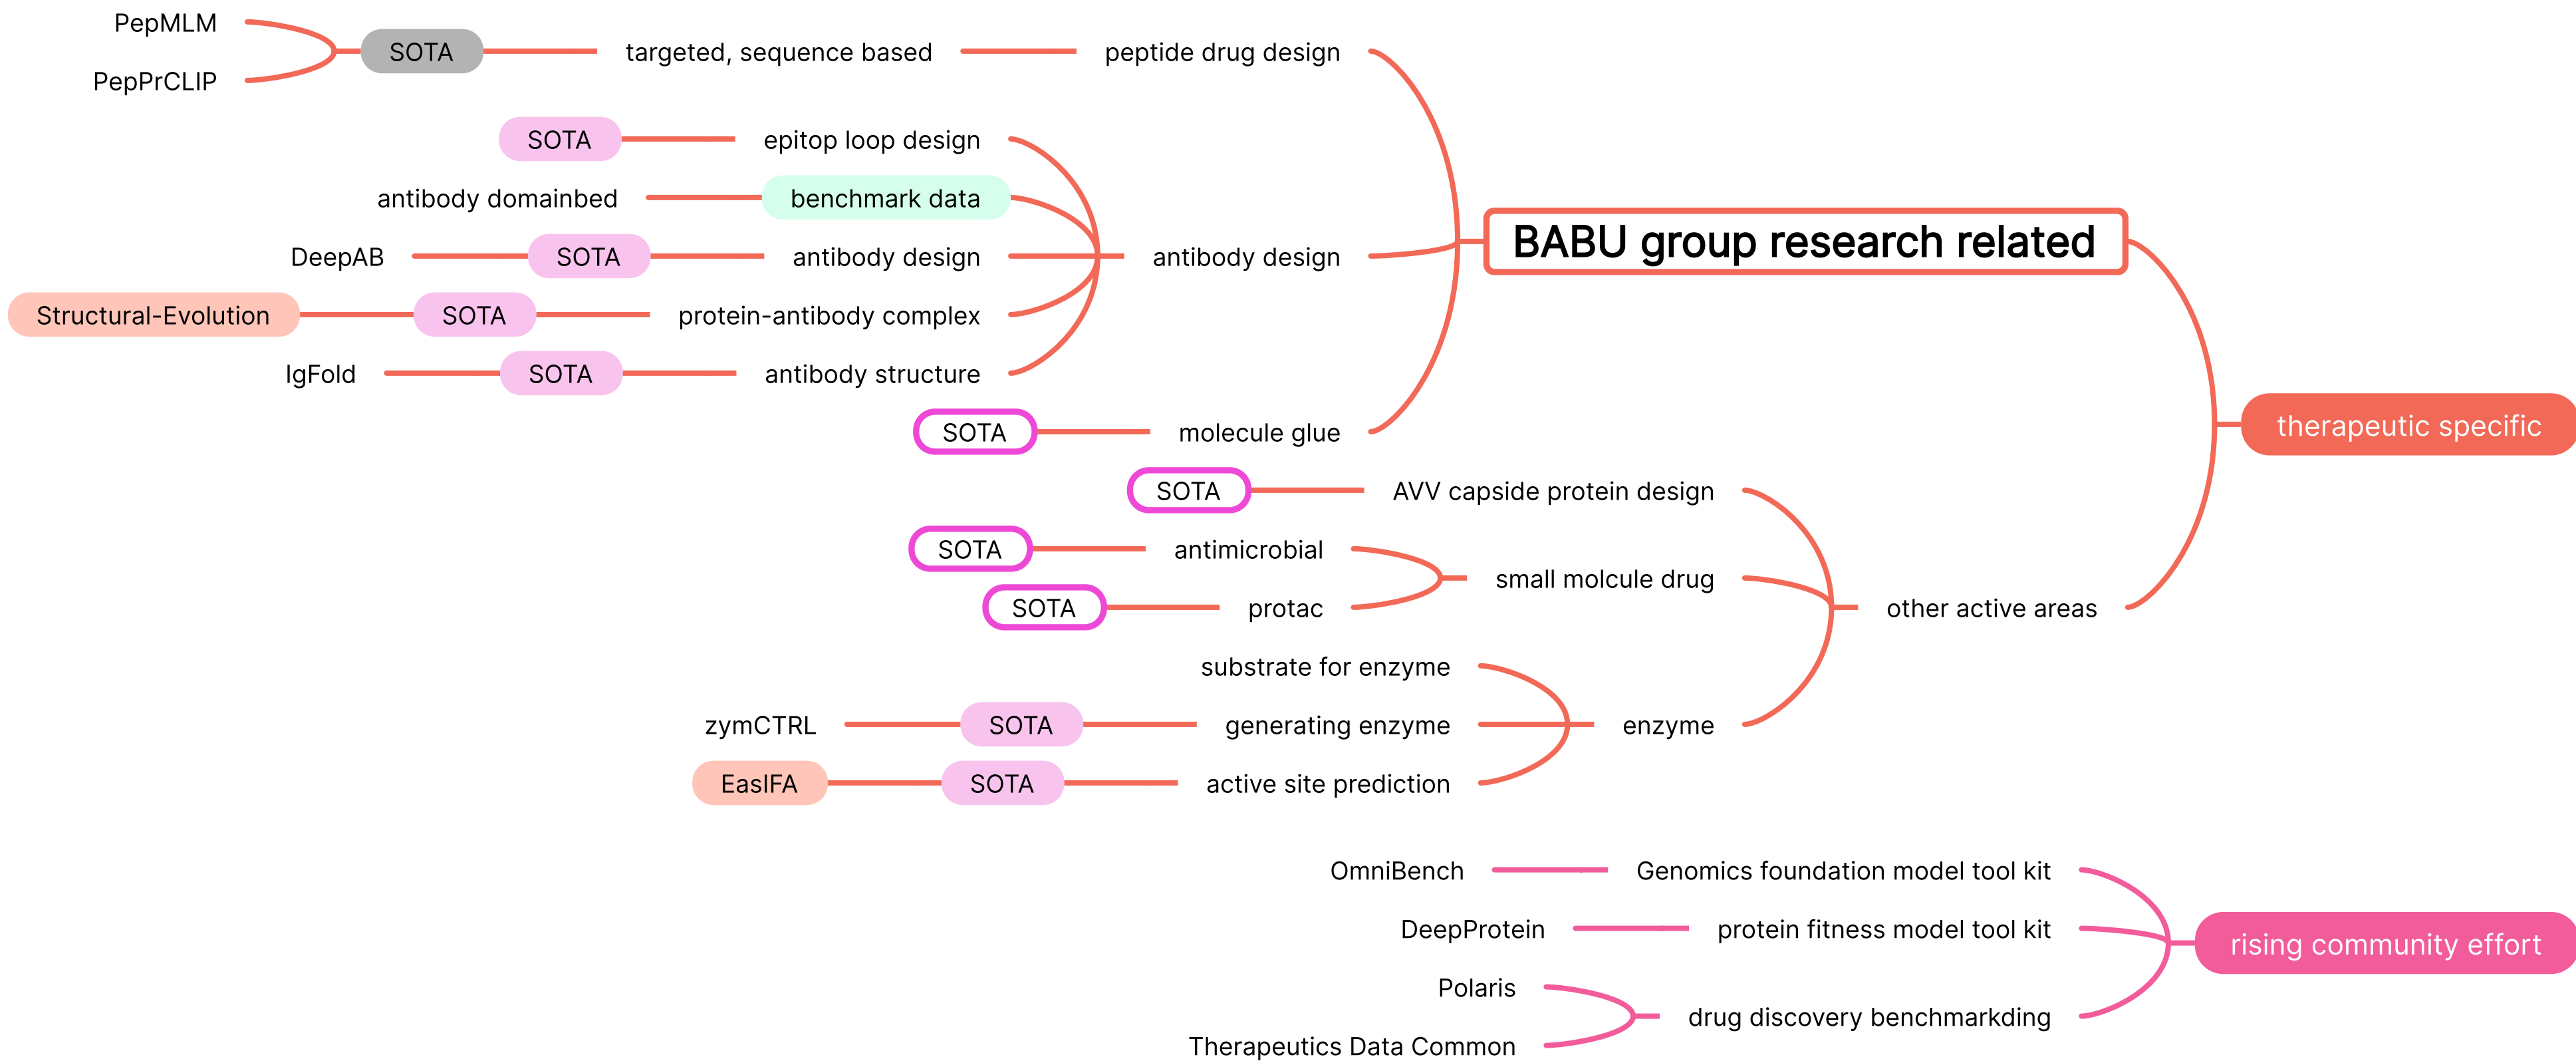 PepMLM
SOTA targeted, sequence based peptide drug design
PepPrCLIP
SOTA epitop loop design
antibody domainbed benchmark data
BABU group research related
DeepAB SOTA antibody design antibody design
Structural-Evolution SOTA protein-antibody complex
IgFold SOTA antibody structure
therapeutic specific
SOTA molecule glue
SOTA AVV capside protein design
SOTA antimicrobial
small molcule drug
SOTA protac
other active areas
substrate for enzyme
zymCTRL SOTA generating enzyme enzyme
EasIFA SOTA active site prediction
OmniBench Genomics foundation model tool kit
DeepProtein protein fitness model tool kit
rising community effort
Polaris
drug discovery benchmarkding
Therapeutics Data Common